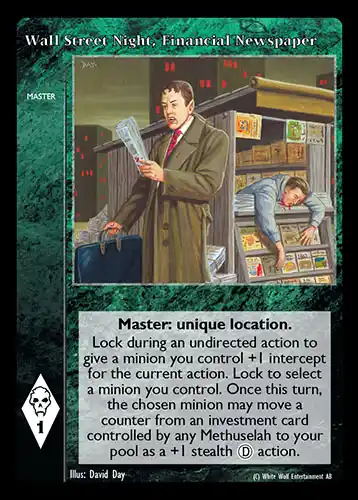 Wall Street Night, Financial Newspaper
DAY
MASTER
Master: unique location.
Lock during an undirected action to
give a minion you control +1 intercept
for the current action. Lock to select
a minion you control. Once this turn,
the chosen minion may move a
counter from an investment card
controlled by any Methuselah to your
pool as a +1 stealth Ⓓ action.
1
Illus: David Day
(C) White Wolf Entertainment AB